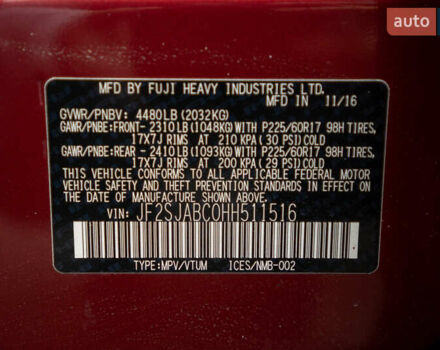 auto
MFD BY FUJI HEAVY INDUSTRIES LTD.
MFD IN 11/16
GVWR/PNBV: 4480LB (2032KG)
GAWR/PNBE:FRONT-2310LB (1048KG)WITH P225/60R17 98H TIRES,
17X7J RIMS AT 210 KPA ( 30 PSI) COLD
GAWR/PNBE:REAR -2410LB (1093KG)WITH P225/60R17 98H TIRES,
17X7J RIMS AT 200 KPA ( 29 PSI) COLD
THIS VEHICLE CONFORMS TO ALL APPLICABLE FEDERAL MOTOR
VEHICLE SAFETY, BUMPER, AND THEFT PREVENTION STANDARDS
IN EFFECT ON THE DATE OF MANUFACTURE SHOWN ABOVE.
VIN: JF2SJABC0HH511516
TYPE:MPV/VTUM ICES/NMB-002